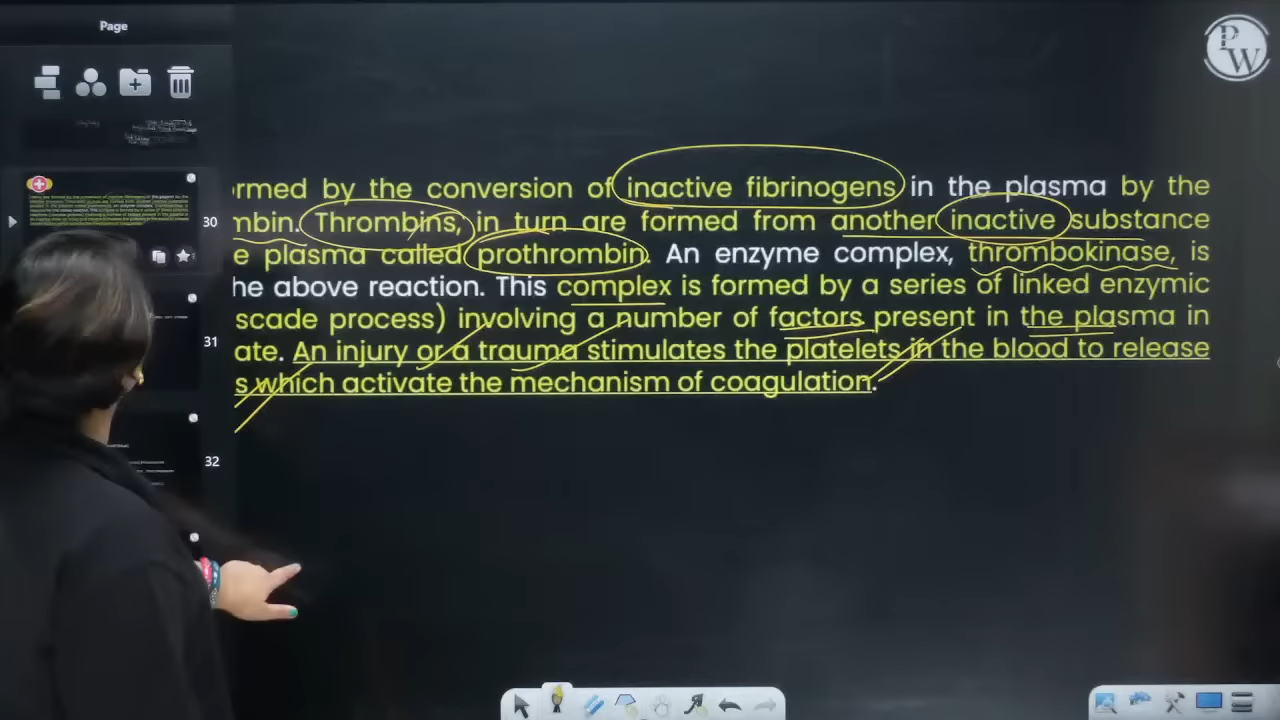 Page
PW
rmed by the conversion of inactive fibrinogens in the plasma by the
mbin. Thrombins, in turn are formed from another inactive substance
e plasma called prothrombin. An enzyme complex, thrombokinase, is
he above reaction. This complex is formed by a series of linked enzymic
scade process) involving a number of factors present in the plasma in
ate. An injury or a trauma stimulates the platelets in the blood to release
s which activate the mechanism of coagulation.
30
31
32